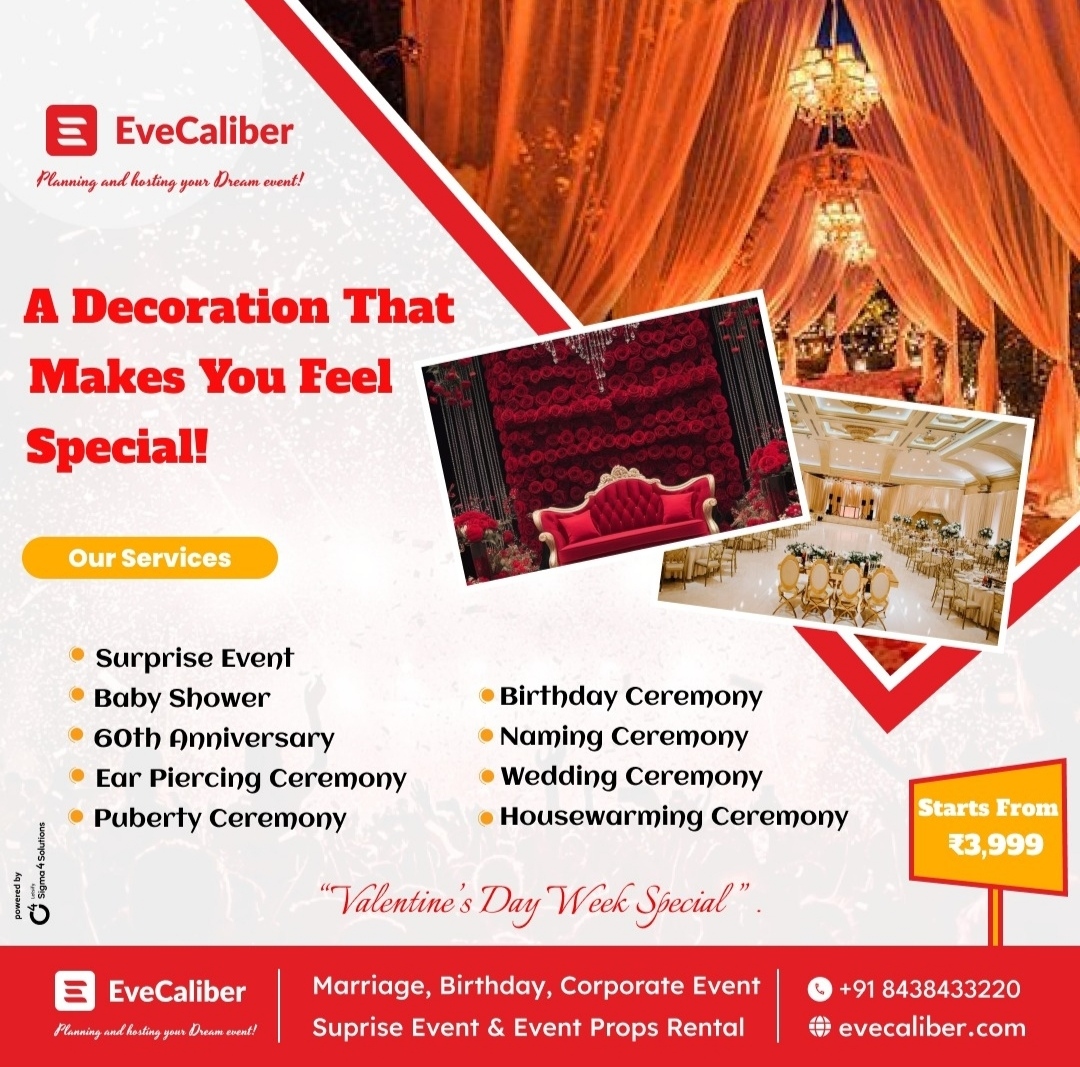 EveCaliber
Planning and hosting your Dream event!
A Decoration That
Makes You Feel
Special!
Our Services
Surprise Event
Baby Shower
60th Anniversary
Ear Piercing Ceremony
Puberty Ceremony
Birthday Ceremony
Naming Ceremony
Wedding Ceremony
Housewarming Ceremony
Starts From
₹3,999
powered by
Sigma 4 Solutions
“Valentine's Day Week Special” .
EveCaliber
Planning and hosting your Dream event!
Marriage, Birthday, Corporate Event
Suprise Event & Event Props Rental
+91 8438433220
evecaliber.com